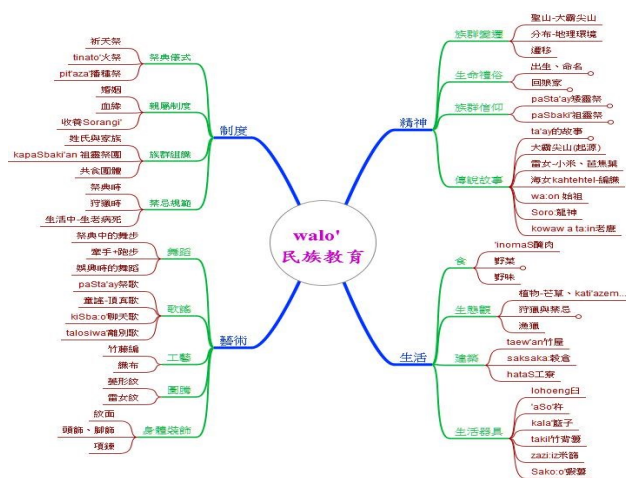 walo'
民族教育
制度
祭典儀式
祈天祭
tinato'火祭
pit'aza'播種祭
親屬制度
婚姻
血緣
收養Sorangi'
族群組織
姓氏與家族
kapaSbaki'an 祖靈祭團
共食團體
禁忌規範
祭典時
狩獵時
生活中-生老病死
藝術
舞蹈
祭典中的舞步
牽手+跑步
娛興時的舞蹈
歌謠
paSta'ay祭歌
童謠-頂真歌
kiSba:o'聊天歌
talosiwa'離別歌
工藝
竹藤編
織布
圖騰
菱形紋
雷女紋
身體裝飾
紋面
頭飾、腳飾
項鍊
精神
族群變遷
聖山-大霸尖山
分布-地理環境
遷移
生命禮俗
出生、命名
回娘家
族群信仰
paSta'ay矮靈祭
paSbaki'祖靈祭
傳說故事
ta'ay的故事
大霸尖山(起源)
雷女-小米、芭焦葉
海女kahtehtel-編織
wa:on 始祖
Soro:龍神
kowaw a ta:in老鷹
生活
食
'inomaS醃肉
野菜
野味
生態觀
植物-芒草、kati'azem...
狩獵與禁忌
漁獵
建築
taew'an竹屋
saksaka:穀倉
hataS工寮
生活器具
lohoeng臼
'aSo'杵
kala'籃子
takil竹背簍
zazi:iz米篩
Sako:o'蝦簍